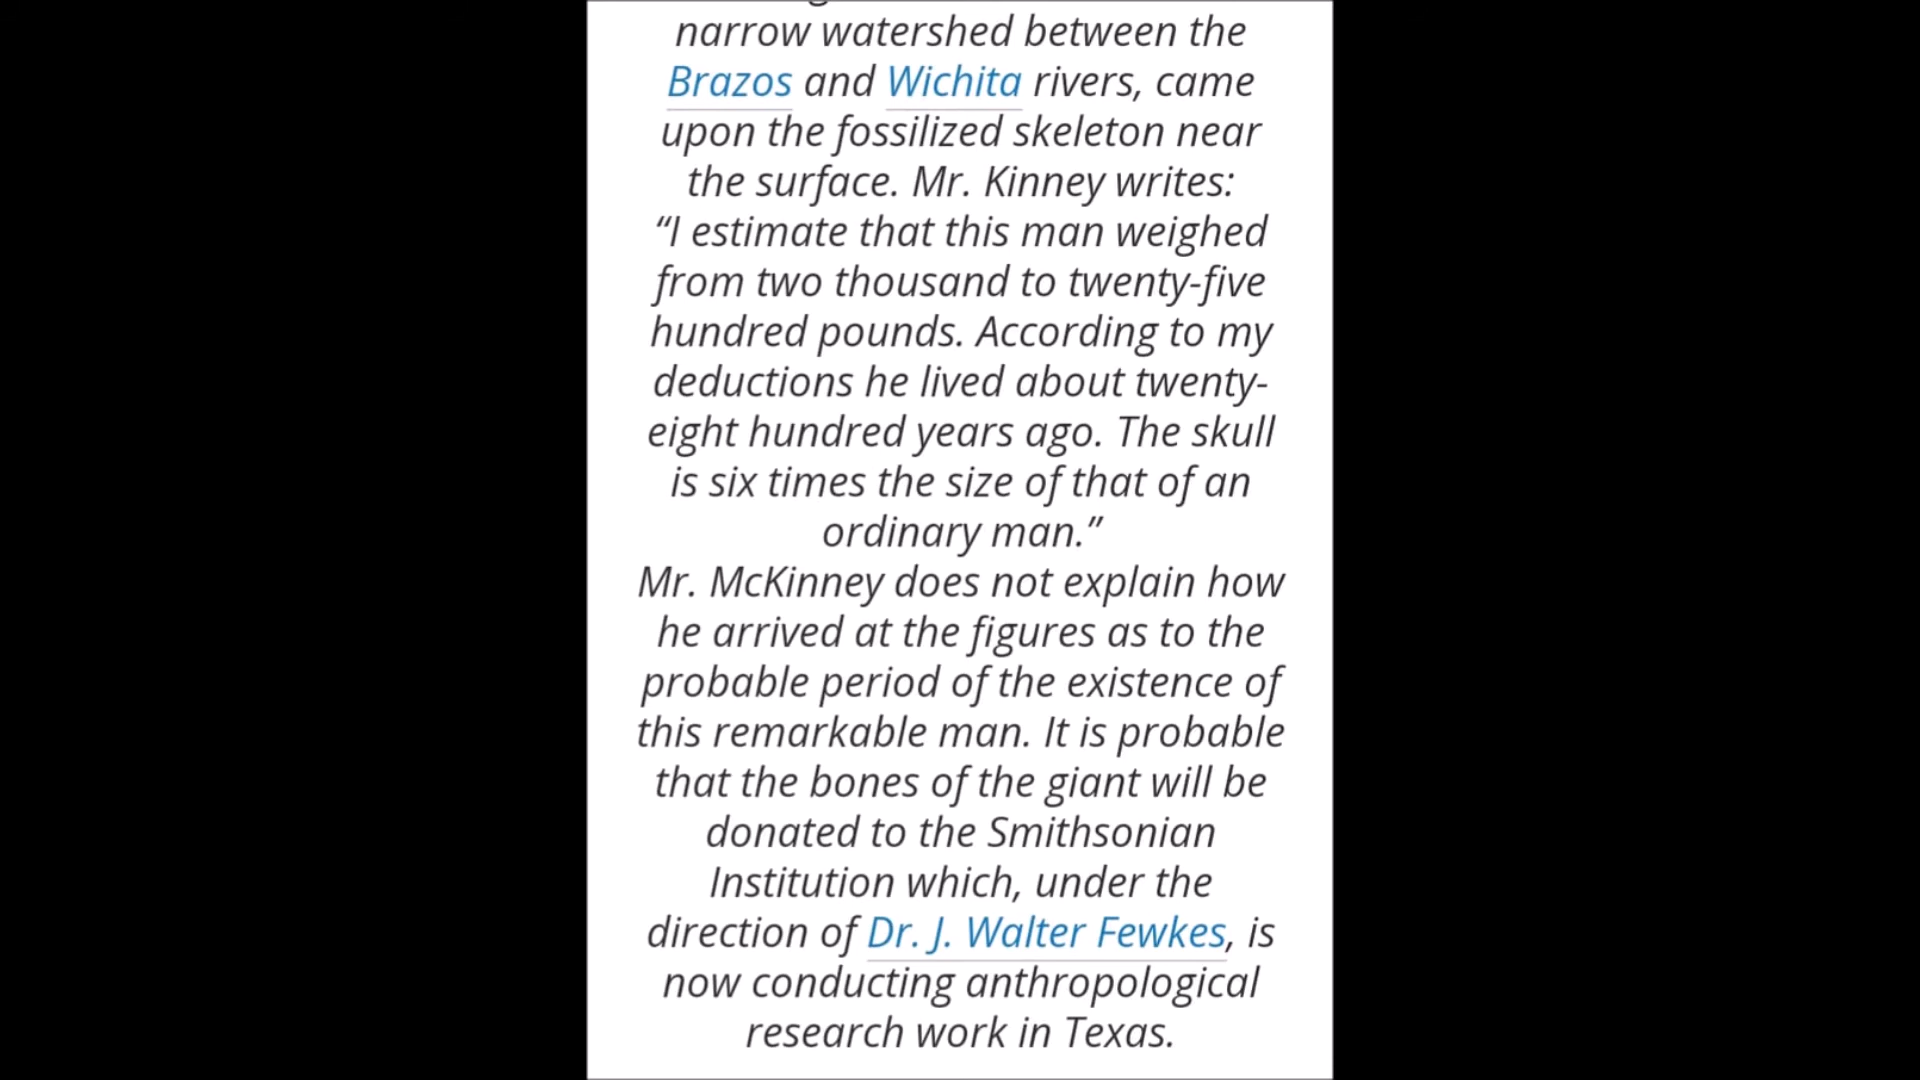 narrow watershed between the
Brazos and Wichita rivers, came
upon the fossilized skeleton near
the surface. Mr. Kinney writes:
“I estimate that this man weighed
from two thousand to twenty-five
hundred pounds. According to my
deductions he lived about twenty-
eight hundred years ago. The skull
is six times the size of that of an
ordinary man.”
Mr. McKinney does not explain how
he arrived at the figures as to the
probable period of the existence of
this remarkable man. It is probable
that the bones of the giant will be
donated to the Smithsonian
Institution which, under the
direction of Dr. J. Walter Fewkes, is
now conducting anthropological
research work in Texas.